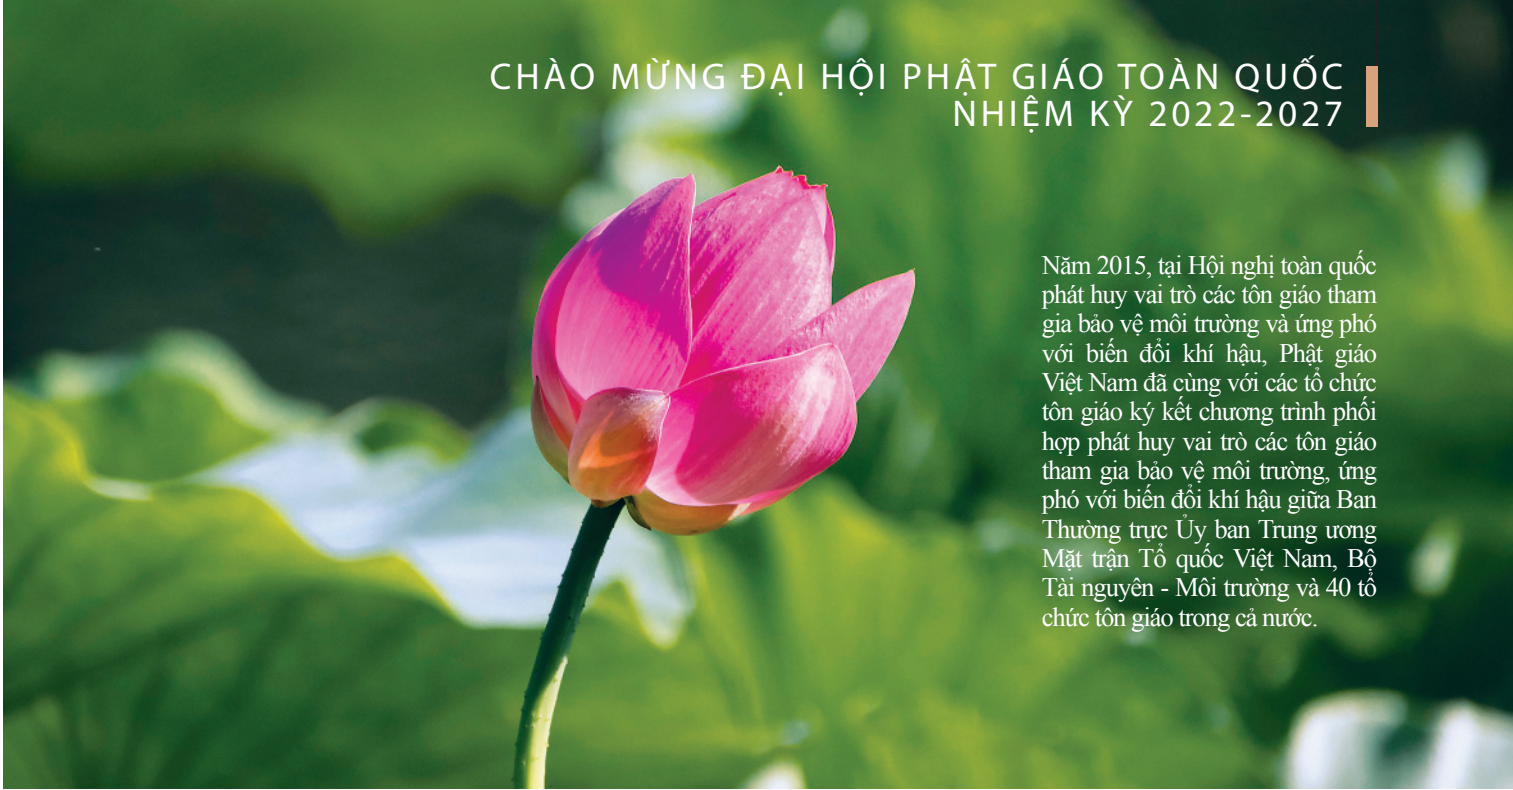 CHÀO MỪNG ĐẠI HỘI PHẬT GIÁO TOÀN QUỐC
NHIỆM KỲ 2022-2027
Năm 2015, tại Hội nghị toàn quốc
phát huy vai trò các tôn giáo tham
gia bảo vệ môi trường và ứng phó
với biến đổi khí hậu, Phật giáo
Việt Nam đã cùng với các tổ chức
tôn giáo ký kết chương trình phối
hợp phát huy vai trò các tôn giáo
tham gia bảo vệ môi trường, ứng
phó với biến đổi khí hậu giữa Ban
Thường trực Ủy ban Trung ương
Mặt trận Tổ quốc Việt Nam, Bộ
Tài nguyên - Môi trường và 40 tổ
chức tôn giáo trong cả nước.